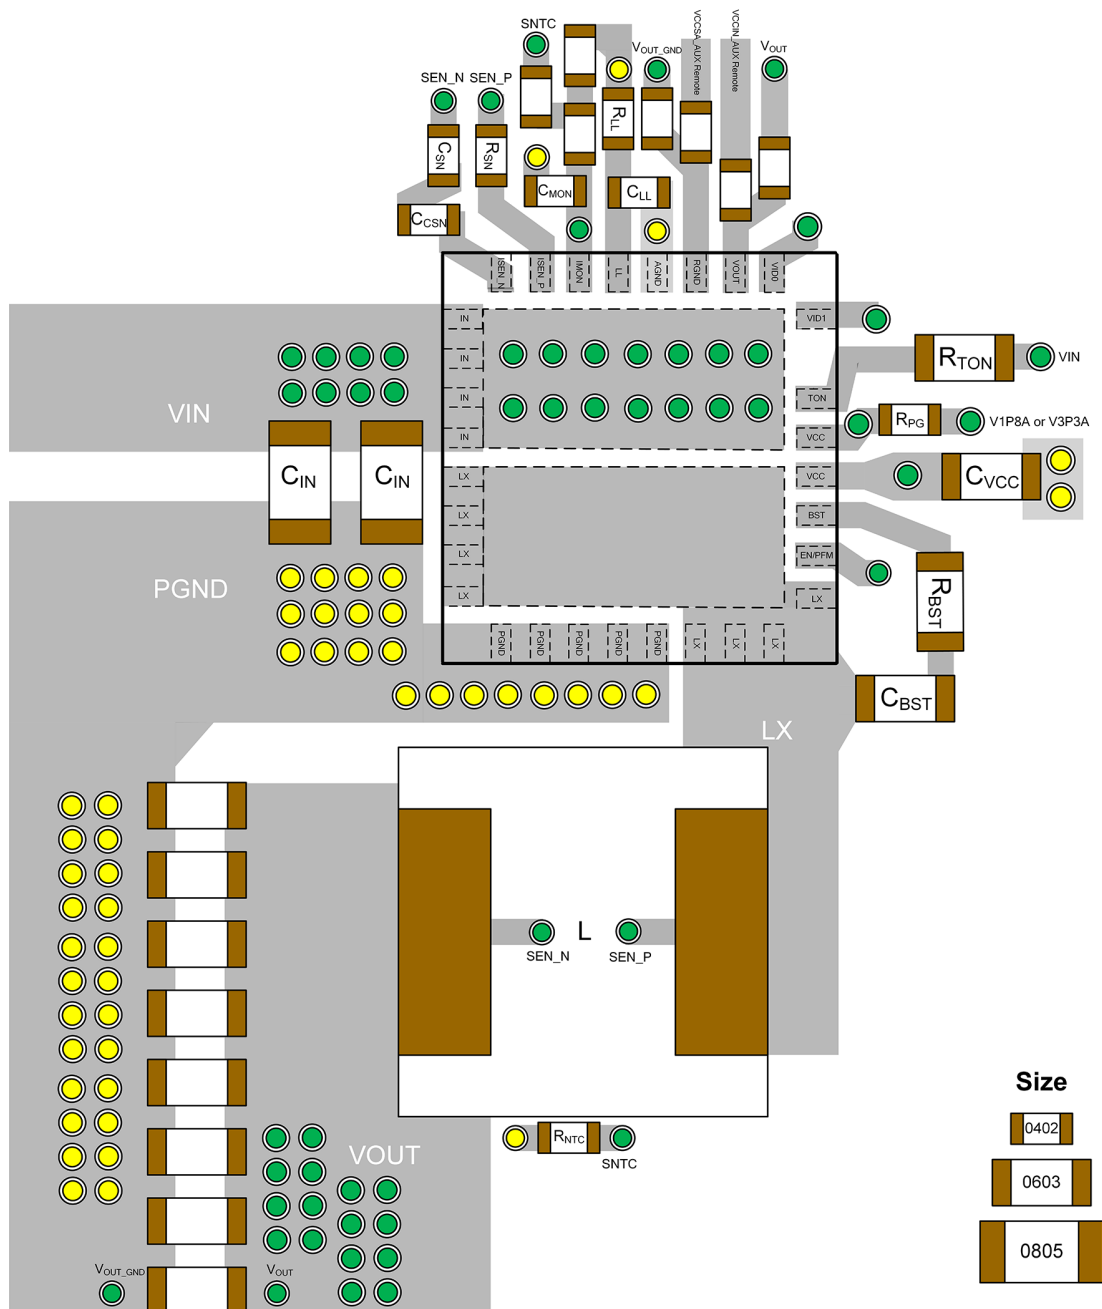 SNTC
VCCSA_AUX Remote
VCCIN_AUX Remote
VOUT_GND
VOUT
SEN_N
SEN_P
CSN
RSN
RLL
CMON
CLL
CCSN
ISEN_N
ISEN_P
IMON
LL
AGND
RGND
VOUT
VID0
IN
VID1
IN
RTON
VIN
VIN
IN
TON
RPG
V1P8A or V3P3A
IN
VCC
CIN
CIN
LX
VCC
CVCC
LX
BST
PGND
LX
EN/PFM
LX
LX
RBST
PGND
PGND
PGND
PGND
PGND
LX
LX
LX
CBST
LX
L
SEN_N
SEN_P
Size
0402
RNTC
VOUT
SNTC
0603
0805
VOUT_GND
VOUT